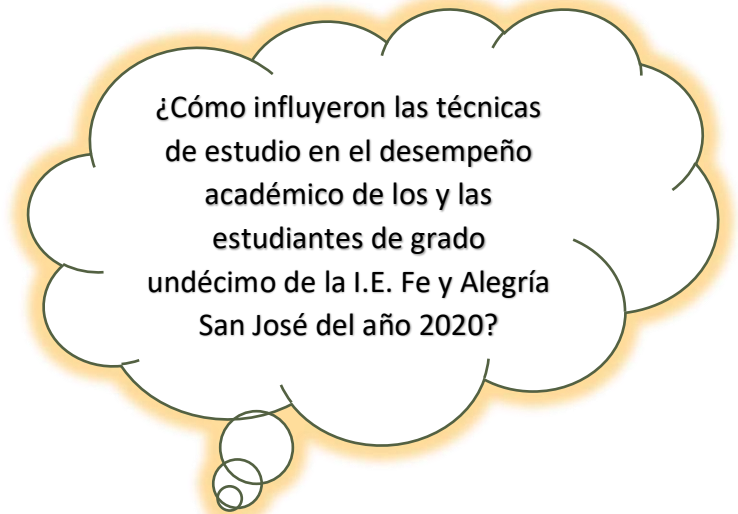 ¿Cómo influyeron las técnicas
de estudio en el desempeño
académico de los y las
estudiantes de grado
undécimo de la I.E. Fe y Alegría
San José del año 2020?